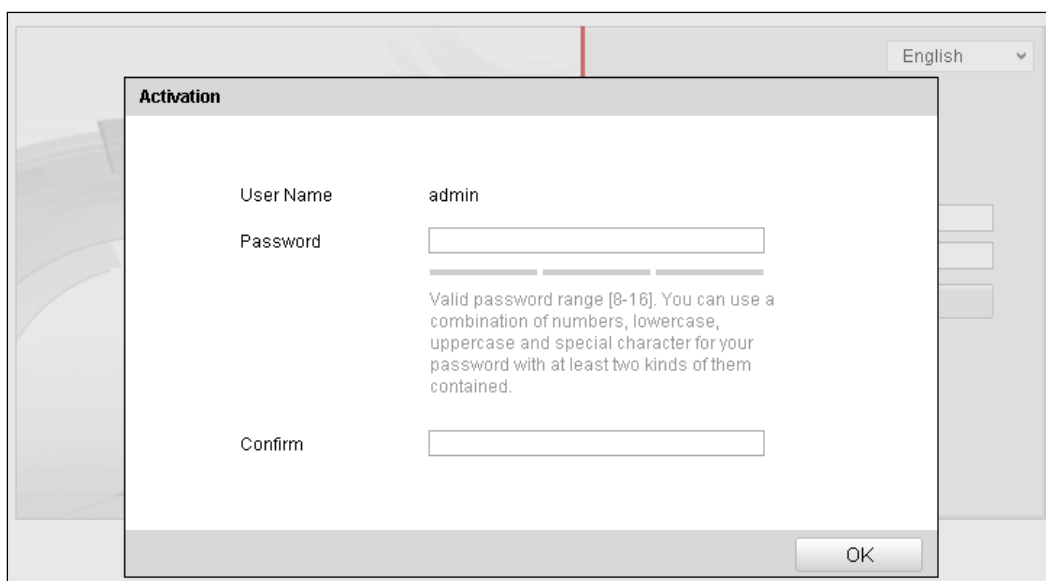 English
Activation
User Name
admin
Password
Valid password range [8-16]. You can use a
combination of numbers, lowercase,
uppercase and special character for your
password with at least two kinds of them
contained.
Confirm
OK